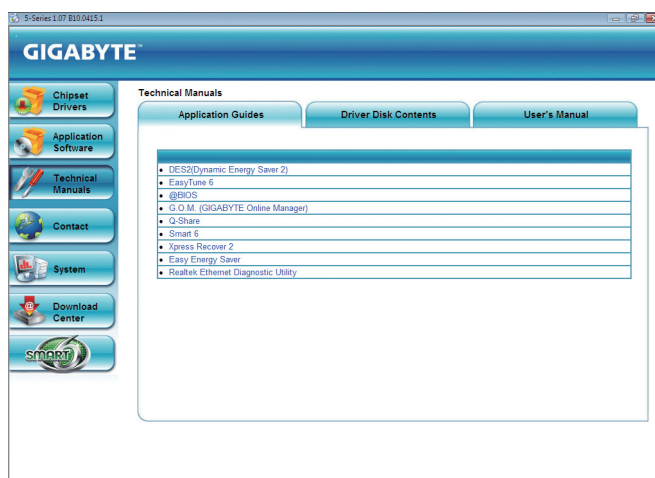 5-Series 1.07 B10.0415.1
GIGABYTE™
Chipset
Drivers
Application
Software
Technical
Manuals
Contact
System
Download
Center
SMART6
Technical Manuals
Application Guides
Driver Disk Contents
User's Manual
• DES2(Dynamic Energy Saver 2)
• EasyTune 6
• @BIOS
• G.O.M. (GIGABYTE Online Manager)
• Q-Share
• Smart 6
• Xpress Recover 2
• Easy Energy Saver
• Realtek Ethernet Diagnostic Utility